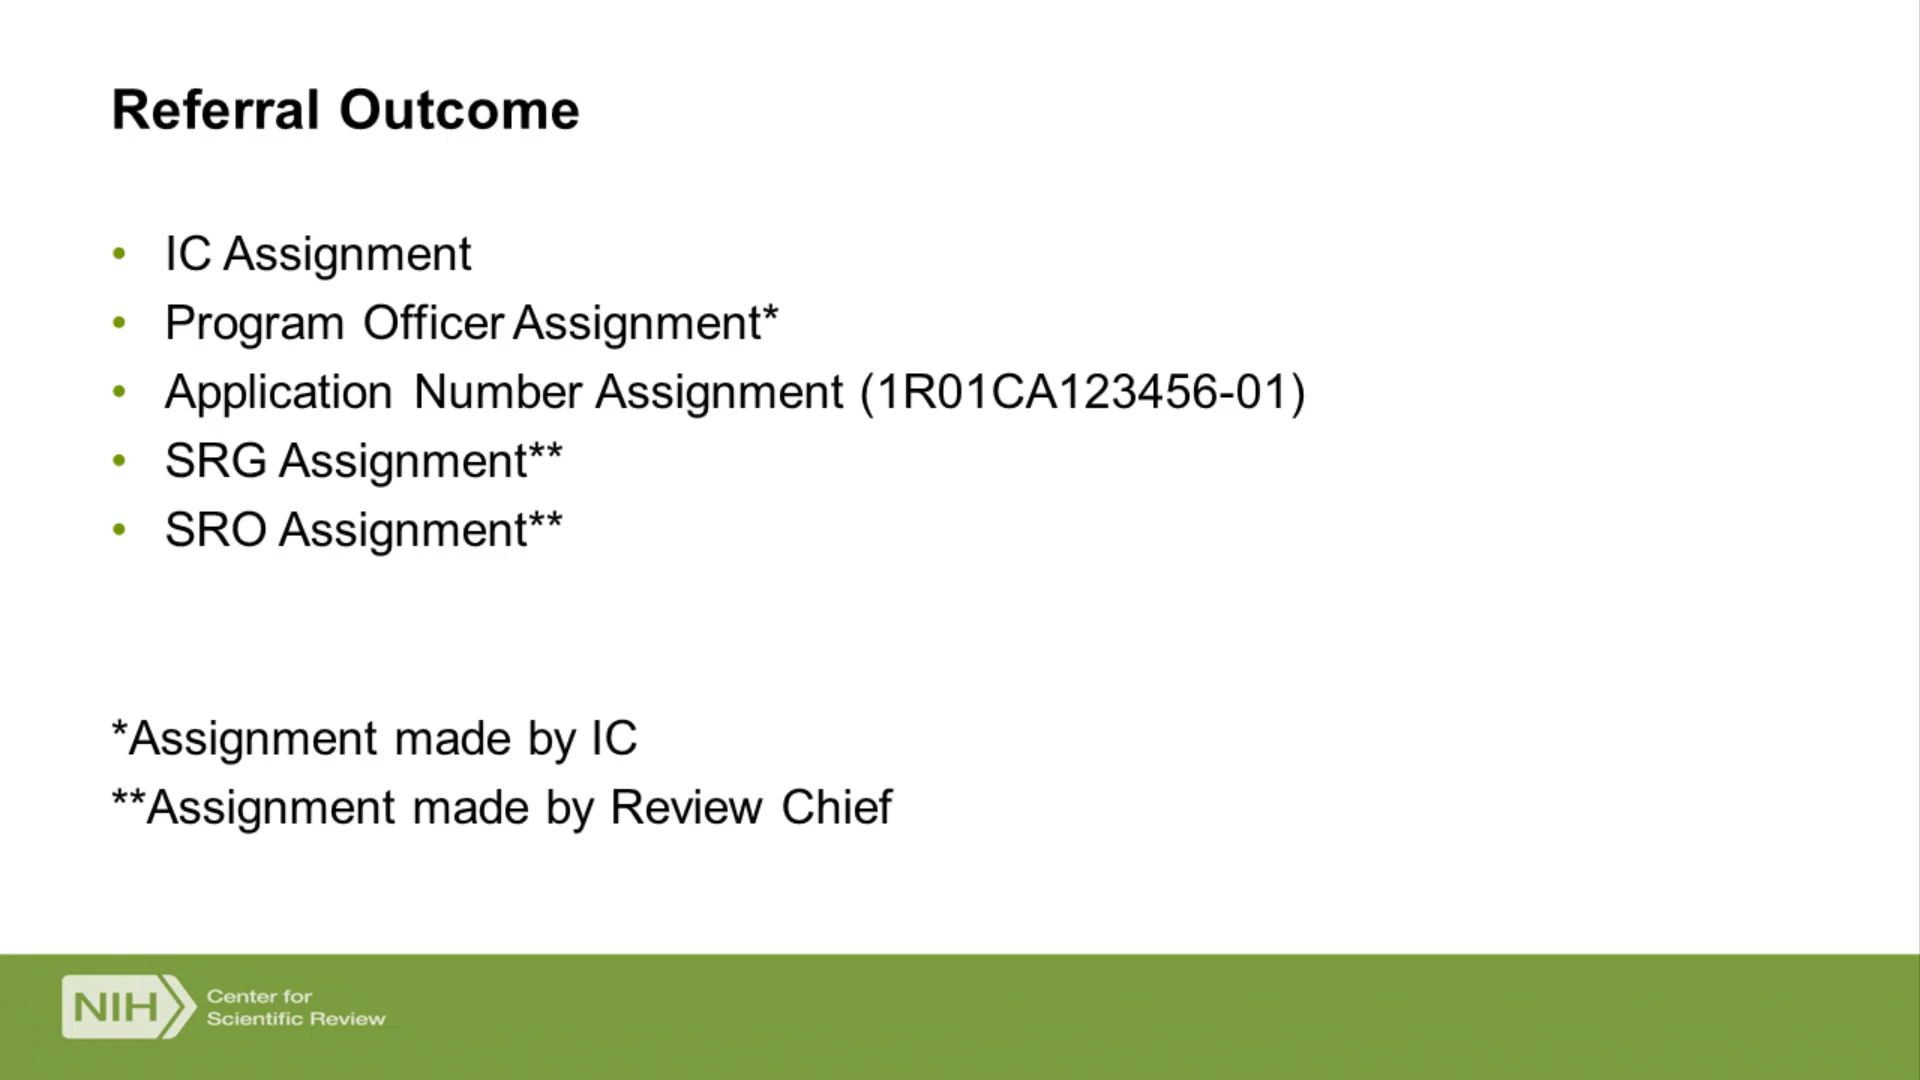 Referral Outcome
• IC Assignment
• Program Officer Assignment*
• Application Number Assignment (1R01CA123456-01)
• SRG Assignment**
• SRO Assignment**
*Assignment made by IC
**Assignment made by Review Chief
NIH
Center for
Scientific Review